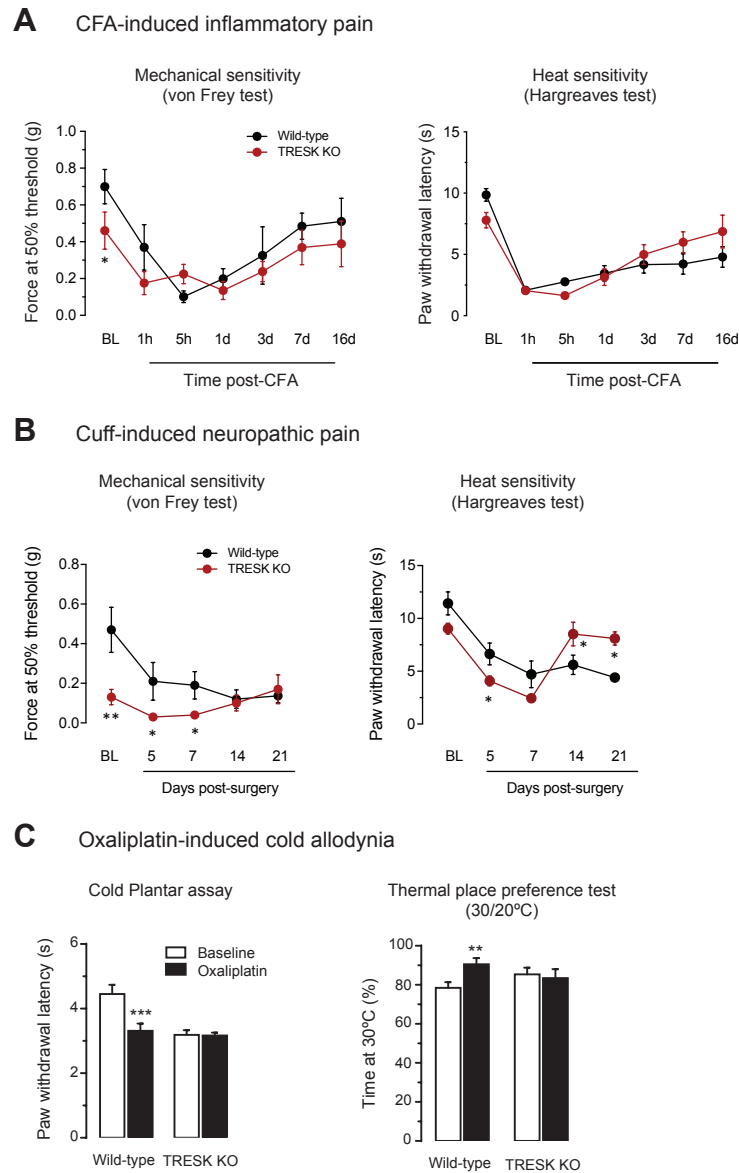 A CFA-induced inflammatory pain
Mechanical sensitivity
(von Frey test)
Force at 50% threshold (g)
1.0
0.8
0.6
0.4
0.2
0.0
Wild-type
TRESK KO
*
BL 1h 5h 1d 3d 7d 16d
Time post-CFA
Heat sensitivity
(Hargreaves test)
Paw withdrawal latency (s)
15
10
5
0
BL 1h 5h 1d 3d 7d 16d
Time post-CFA
B Cuff-induced neuropathic pain
Mechanical sensitivity
(von Frey test)
Force at 50% threshold (g)
0.8
0.6
0.4
0.2
0.0
Wild-type
TRESK KO
** * *
BL 5 7 14 21
Days post-surgery
Heat sensitivity
(Hargreaves test)
Paw withdrawal latency (s)
15
10
5
0
* * *
BL 5 7 14 21
Days post-surgery
C Oxaliplatin-induced cold allodynia
Cold Plantar assay
Paw withdrawal latency (s)
6
4
2
0
Baseline
Oxaliplatin
***
Wild-type TRESK KO
Thermal place preference test
(30/20ºC)
Time at 30ºC (%)
100
80
60
40
20
0
**
Wild-type TRESK KO